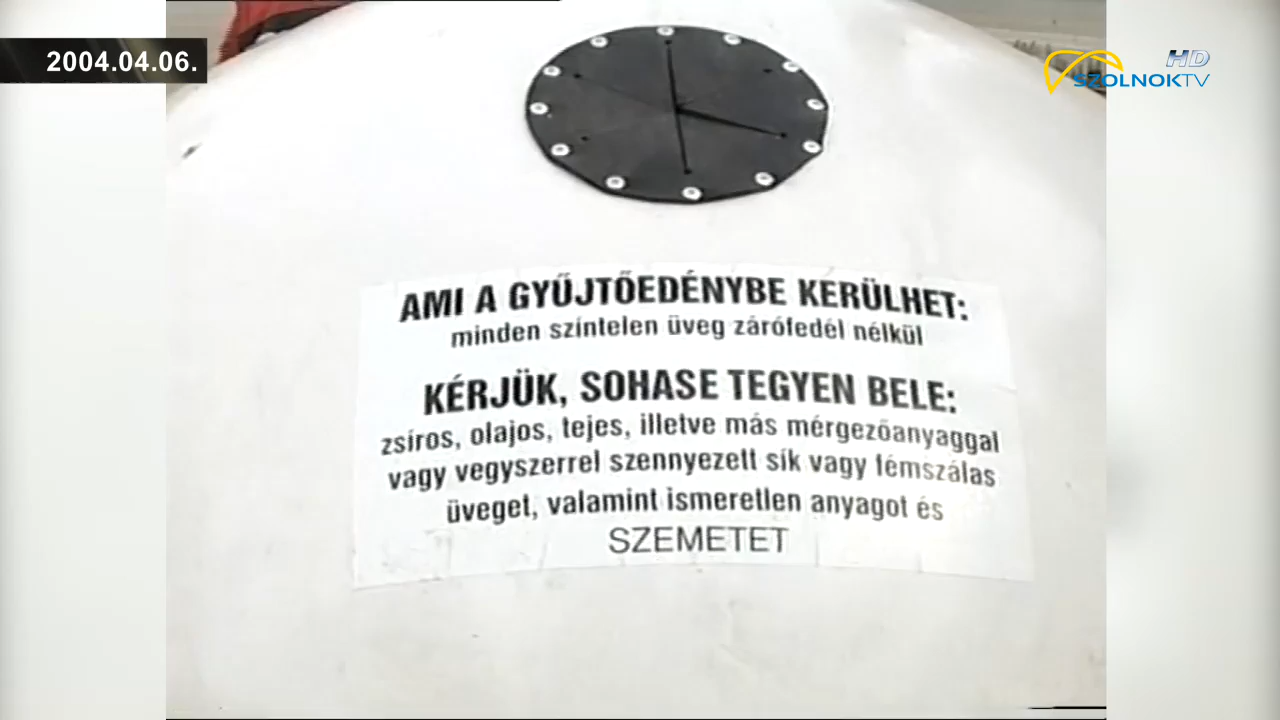 2004.04.06.
HD
SZOLNOKTV
AMI A GYŰJTŐEDÉNYBE KERÜLHET:
minden színtelen üveg zárófedél nélkül
KÉRJÜK, SOHASE TEGYEN BELE:
zsíros, olajos, tejes, illetve más mérgezőanyaggal
vagy vegyszerrel szennyezett sík vagy fémszálas
üveget, valamint ismeretlen anyagot és
SZEMETET